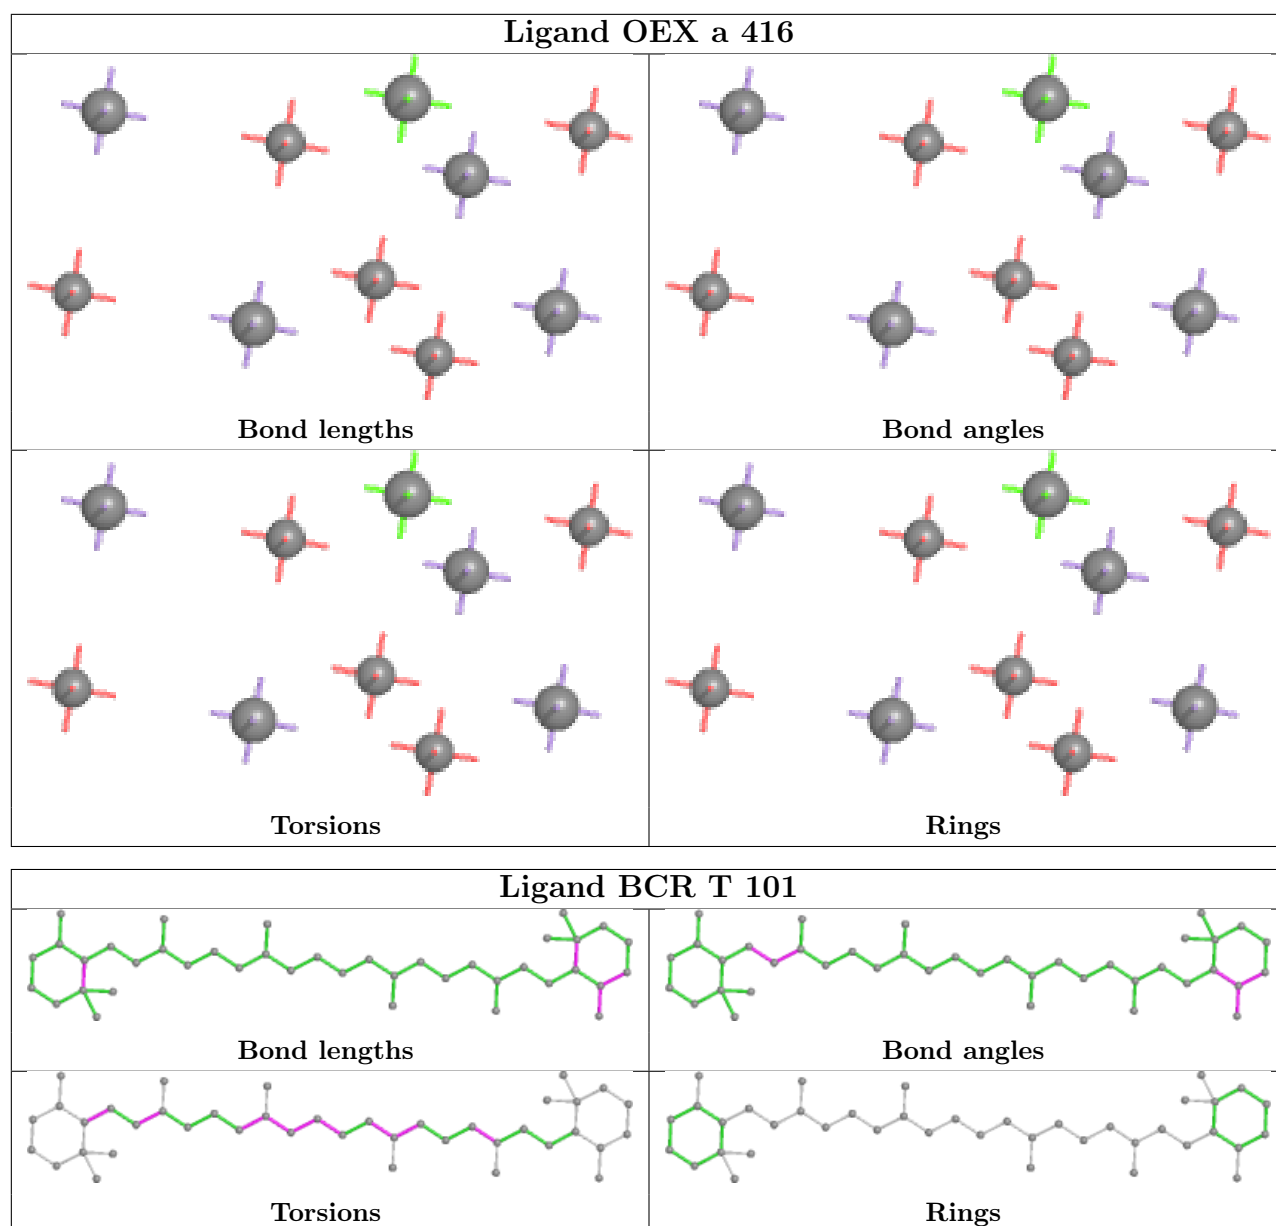 Ligand OEX a 416
Bond lengths
Bond angles
Torsions
Rings
Ligand BCR T 101
Bond lengths
Bond angles
Torsions
Rings